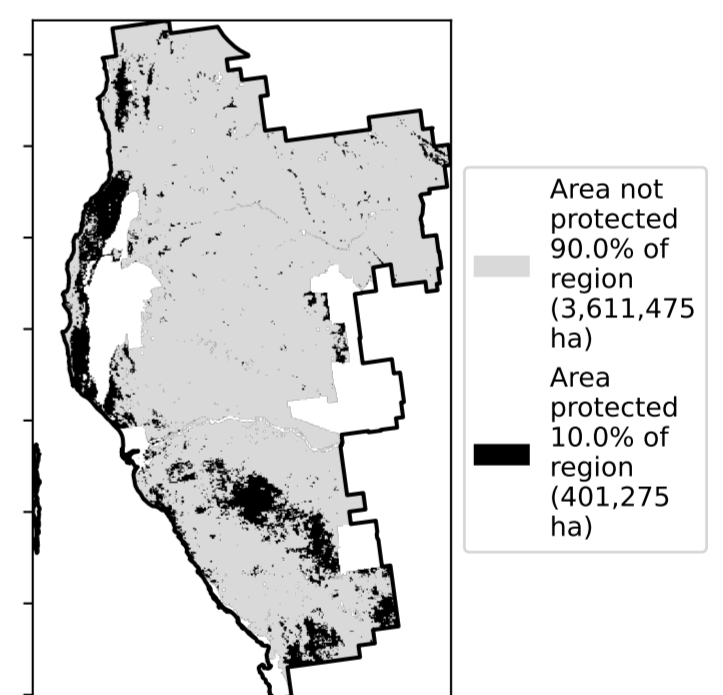 Area not
protected
90.0% of
region
(3,611,475
ha)
Area
protected
10.0% of
region
(401,275
ha)